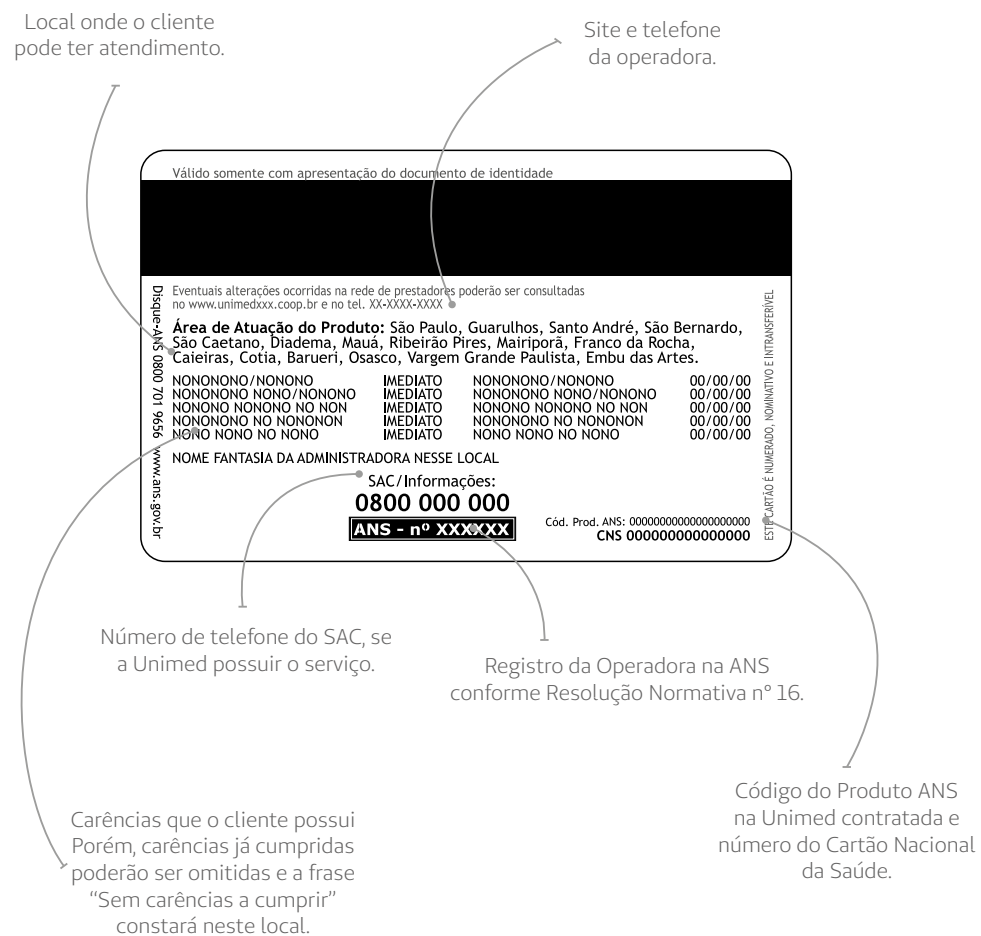 Local onde o cliente
pode ter atendimento.
Site e telefone
da operadora.
Válido somente com apresentação do documento de identidade
Eventuais alterações ocorridas na rede de prestadores poderão ser consultadas
no www.unimedxxx.coop.br e no tel. XX-XXXX-XXXX
Área de Atuação do Produto: São Paulo, Guarulhos, Santo André, São Bernardo,
São Caetano, Diadema, Mauá, Ribeirão Pires, Mairiporã, Franco da Rocha,
Caieiras, Cotia, Barueri, Osasco, Vargem Grande Paulista, Embu das Artes.
NONONONO/NONONO IMEDIATO NONONONO/NONONO 00/00/00
NONONONO NONO/NONONO IMEDIATO NONONONO NONO/NONONO 00/00/00
NONONO NONONO NO NON IMEDIATO NONONO NONONO NO NON 00/00/00
NONONONO NO NONONON IMEDIATO NONONONO NO NONONON 00/00/00
NONO NONO NO NONO IMEDIATO NONO NONO NO NONO 00/00/00
NOME FANTASIA DA ADMINISTRADORA NESSE LOCAL
SAC/Informações:
0800 000 000
ANS - nº XXXXXX
Cód. Prod. ANS: 00000000000000000000
CNS 000000000000000
Disque-ANS 0800 701 9656 www.ans.gov.br
ESTE CARTÃO É NUMERADO, NOMINATIVO E INTRANSFERÍVEL
Número de telefone do SAC, se
a Unimed possuir o serviço.
Registro da Operadora na ANS
conforme Resolução Normativa nº 16.
Código do Produto ANS
na Unimed contratada e
número do Cartão Nacional
da Saúde.
Carências que o cliente possui
Porém, carências já cumpridas
poderão ser omitidas e a frase
“Sem carências a cumprir”
constará neste local.